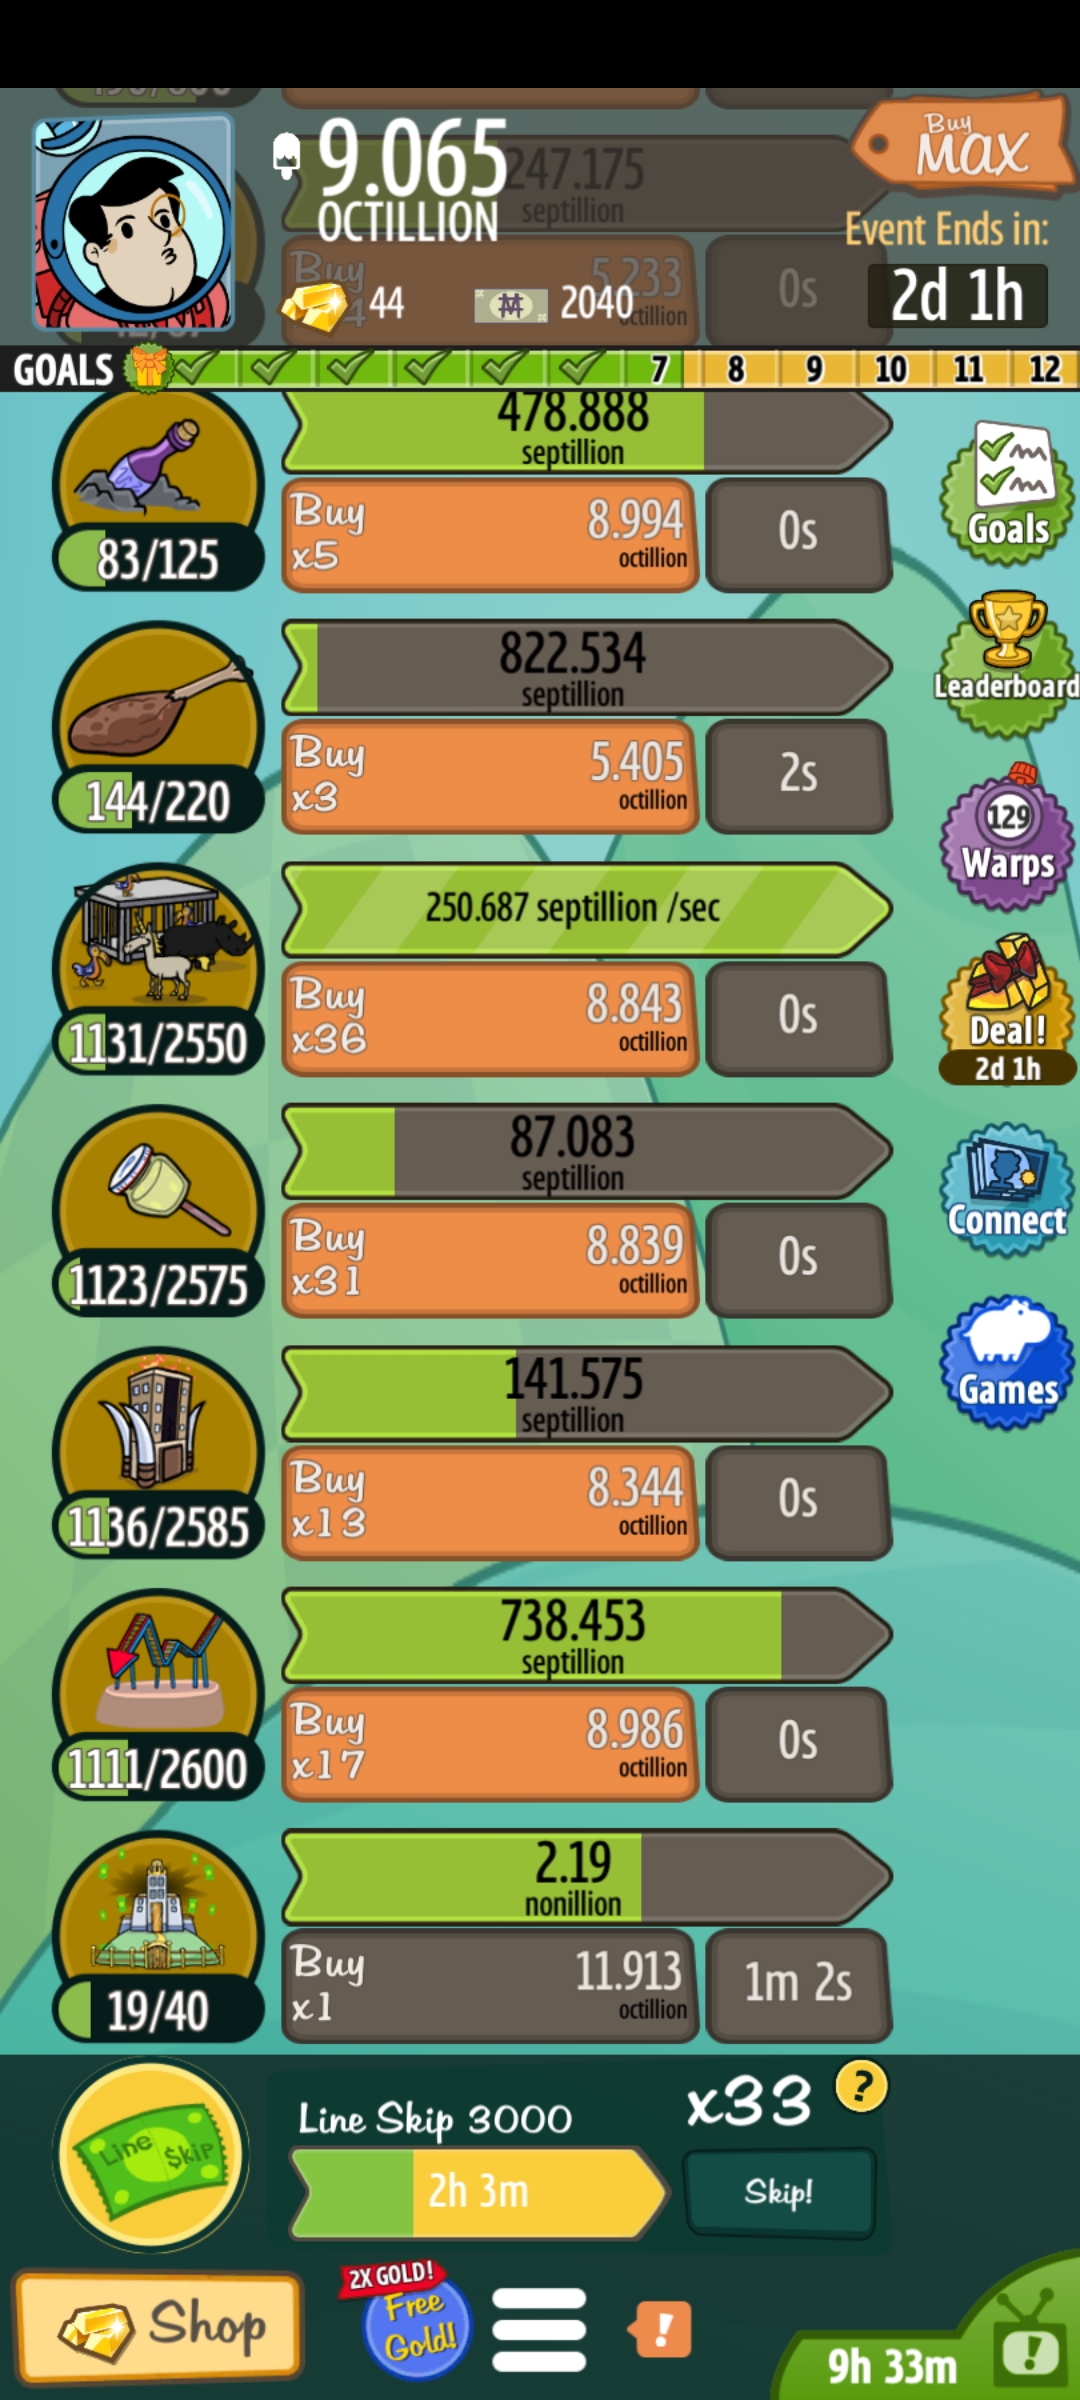 9.065
OCTILLION
247.175
septillion
Buy
MAX
Event Ends in:
2d 1h
Buy
5.233
octillion
0s
44
2040
GOALS
7
8
9
10
11
12
478.888
septillion
Buy
x5
8.994
octillion
0s
83/125
Goals
822.534
septillion
Buy
x3
5.405
octillion
2s
144/220
Leaderboard
250.687 septillion /sec
129
Warps
Buy
x36
8.843
octillion
0s
1131/2550
Deal!
2d 1h
87.083
septillion
Buy
x31
8.839
octillion
0s
1123/2575
Connect
141.575
septillion
Games
Buy
x13
8.344
octillion
0s
1136/2585
738.453
septillion
Buy
x17
8.986
octillion
0s
1111/2600
2.19
nonillion
Buy
x1
11.913
octillion
1m 2s
19/40
Line $kip
Line Skip 3000
x33
?
2h 3m
Skip!
Shop
2X GOLD!
Free
Gold!
!
9h 33m
!